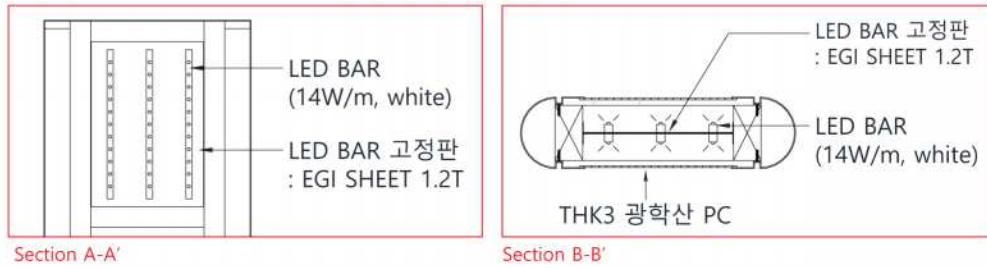 LED BAR
(14W/m, white)
LED BAR 고정판
: EGI SHEET 1.2T
Section A-A'
LED BAR 고정판
: EGI SHEET 1.2T
LED BAR
(14W/m, white)
THK3 광학산 PC
Section B-B'